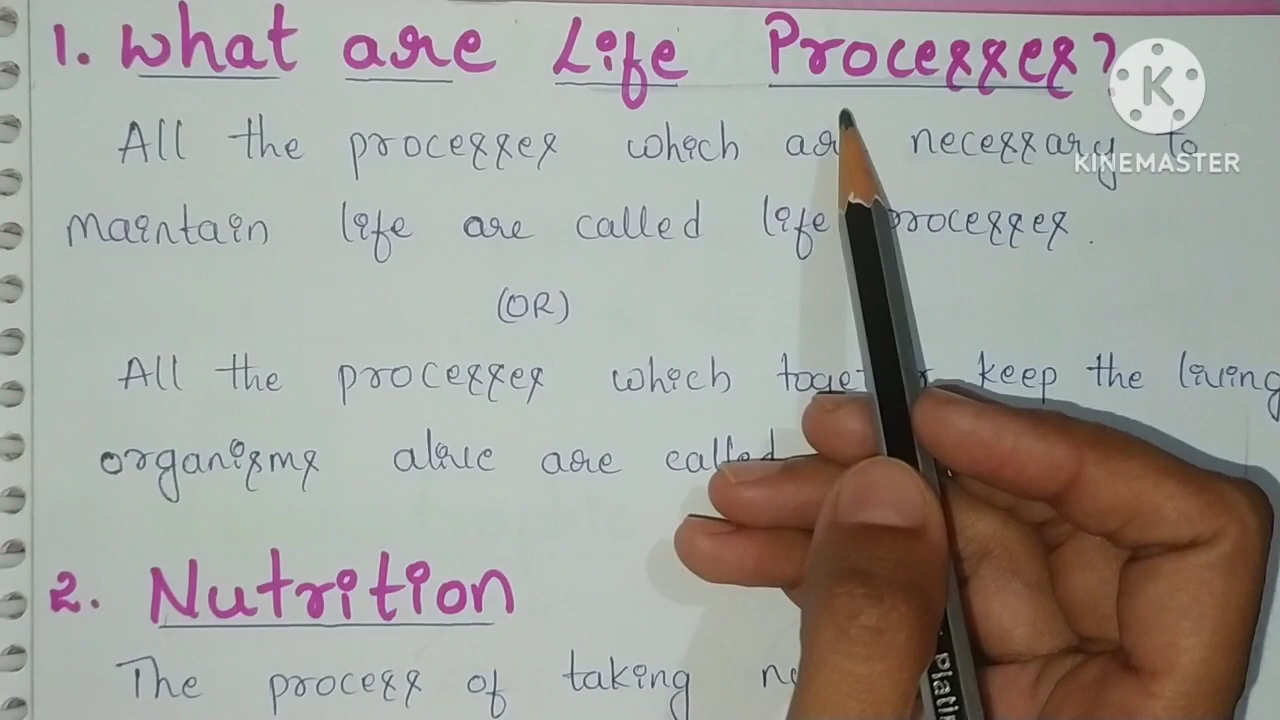 1. What are Life Processes?
All the processes which are necessary to
maintain life are called life processes.
(OR)
All the processes which together keep the living
organisms alive are called
2. Nutrition
The process of taking
K
KINEMASTER
Platin